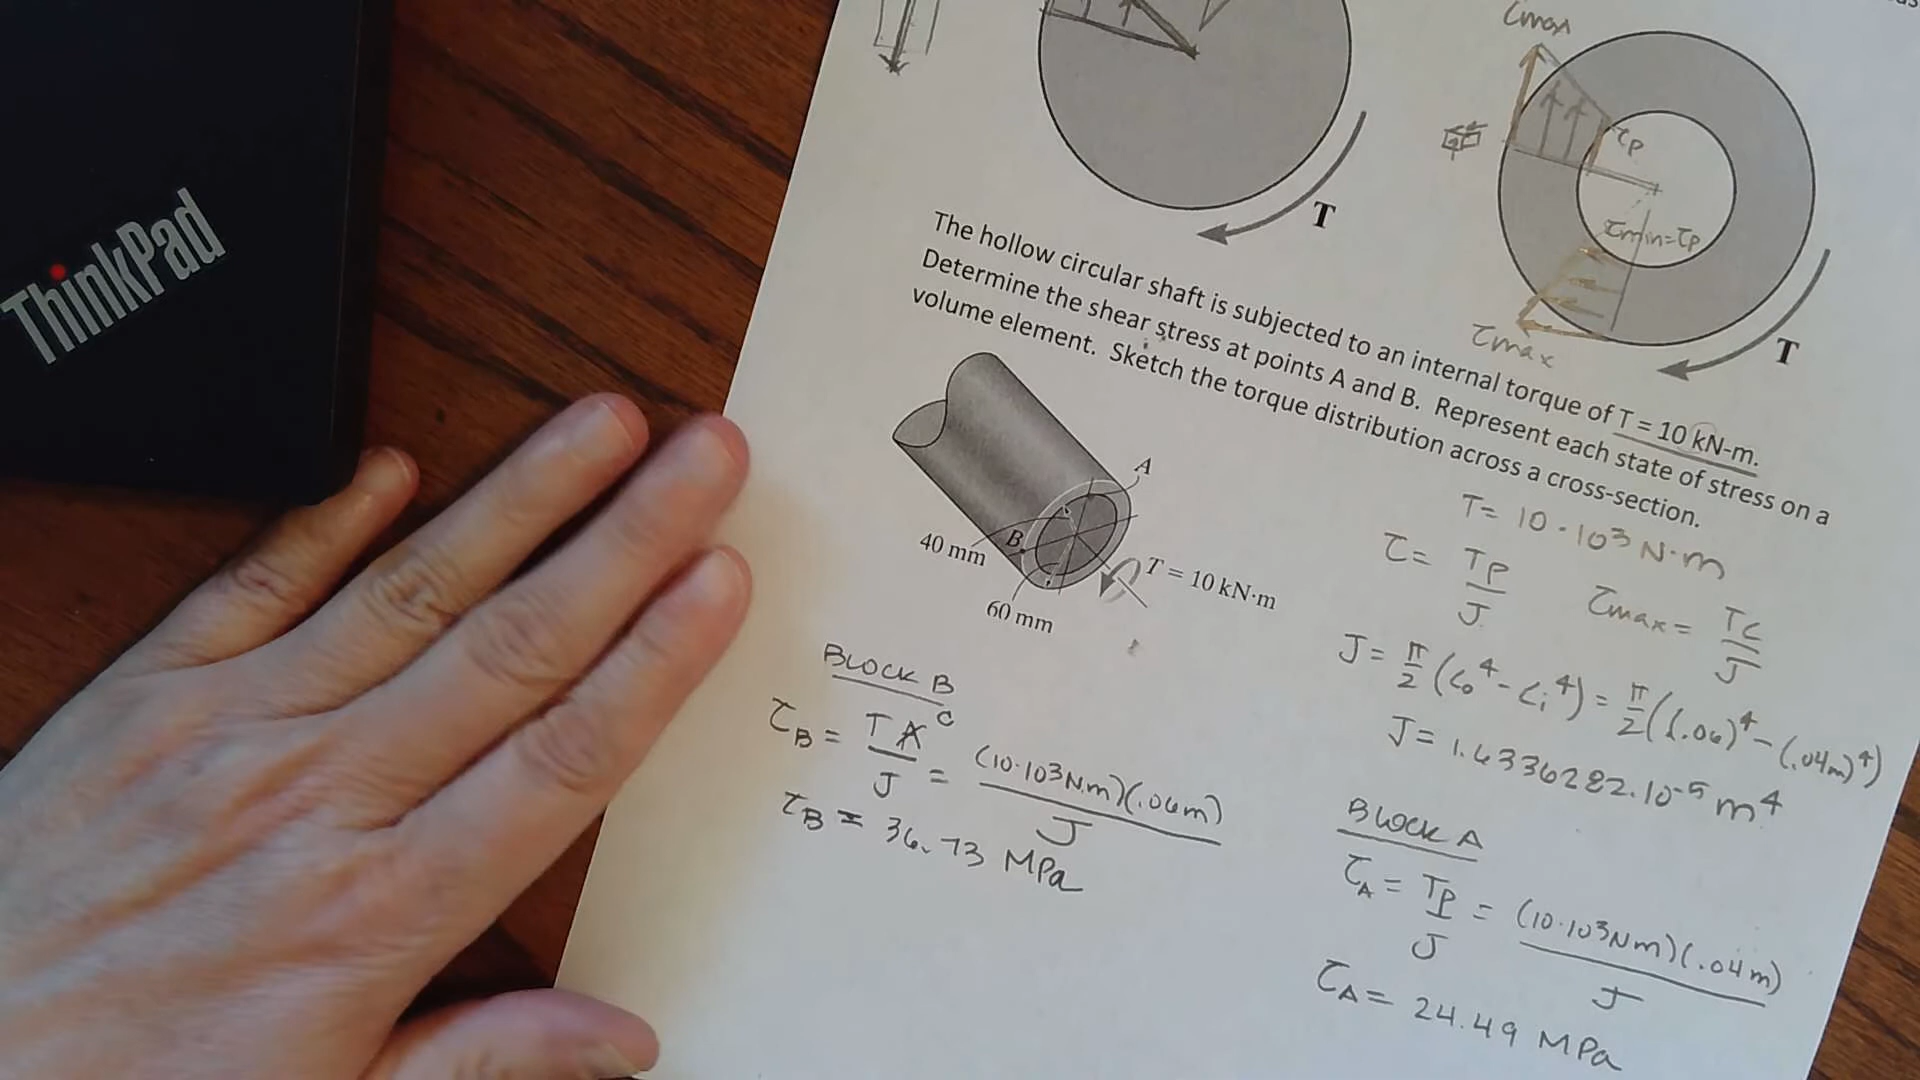 ThinkPad
τmax
τρ
τmin=τρ
τmax
T
T
The hollow circular shaft is subjected to an internal torque of T = 10 kN-m.
Determine the shear stress at points A and B. Represent each state of stress on a
volume element. Sketch the torque distribution across a cross-section.
A
B
40 mm
60 mm
T = 10 kN·m
T = 10·10³ N·m
τ = Tρ/J
τmax = Tc/J
J = π/2 (co⁴ - ci⁴) = π/2 ((.06)⁴ - (.04m)⁴)
J = 1.6336282·10⁻⁵ m⁴
BLOCK B
τB = Tc/J = (10·10³N.m)(.06m)/J
τB = 36.73 MPa
BLOCK A
τA = Tρ/J = (10·10³Nm)(.04m)/J
τA = 24.49 MPa